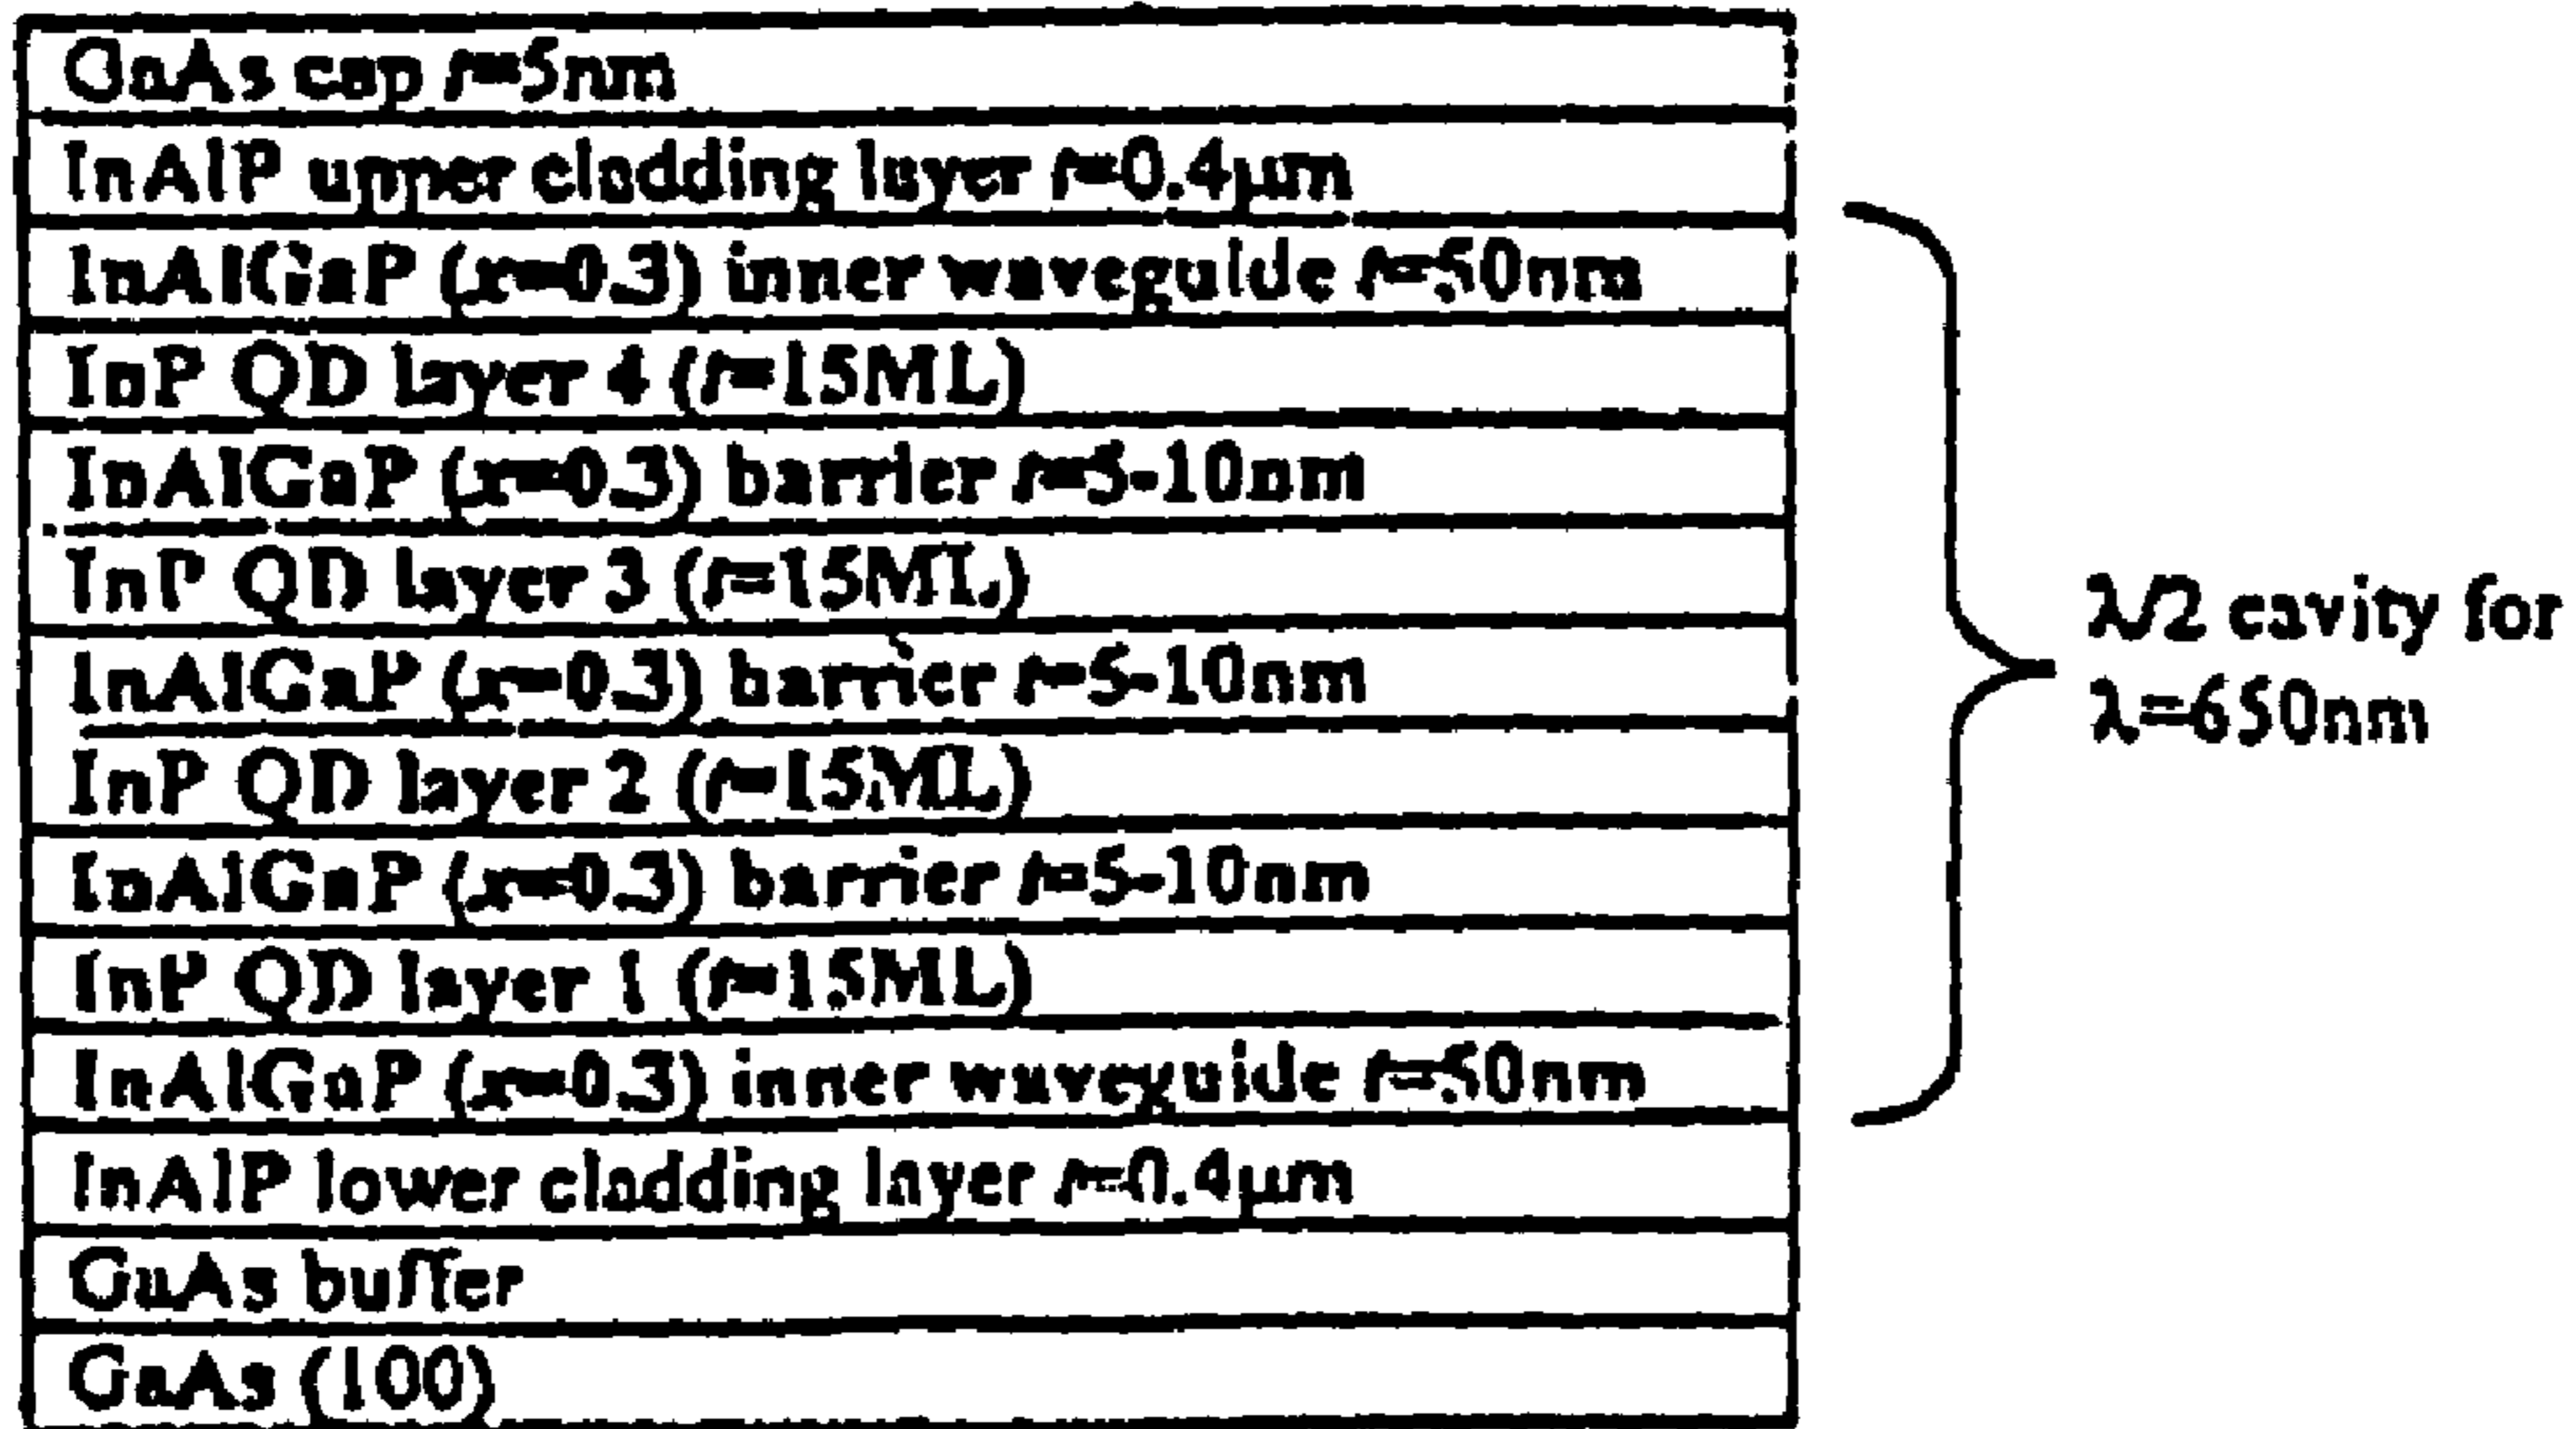 GaAs cap t=5nm
InAlP upper cladding layer t=0.4μm
InAlGaP (x=0.3) inner waveguide t=50nm
InP QD layer 4 (t=15ML)
InAlGaP (x=0.3) barrier t=5-10nm
InP QD layer 3 (t=15ML)
InAlGaP (x=0.3) barrier t=5-10nm
InP QD layer 2 (t=15ML)
InAlGaP (x=0.3) barrier t=5-10nm
InP QD layer 1 (t=15ML)
InAlGaP (x=0.3) inner waveguide t=50nm
InAlP lower cladding layer t=0.4μm
GaAs buffer
GaAs (100)
λ/2 cavity for
λ=650nm